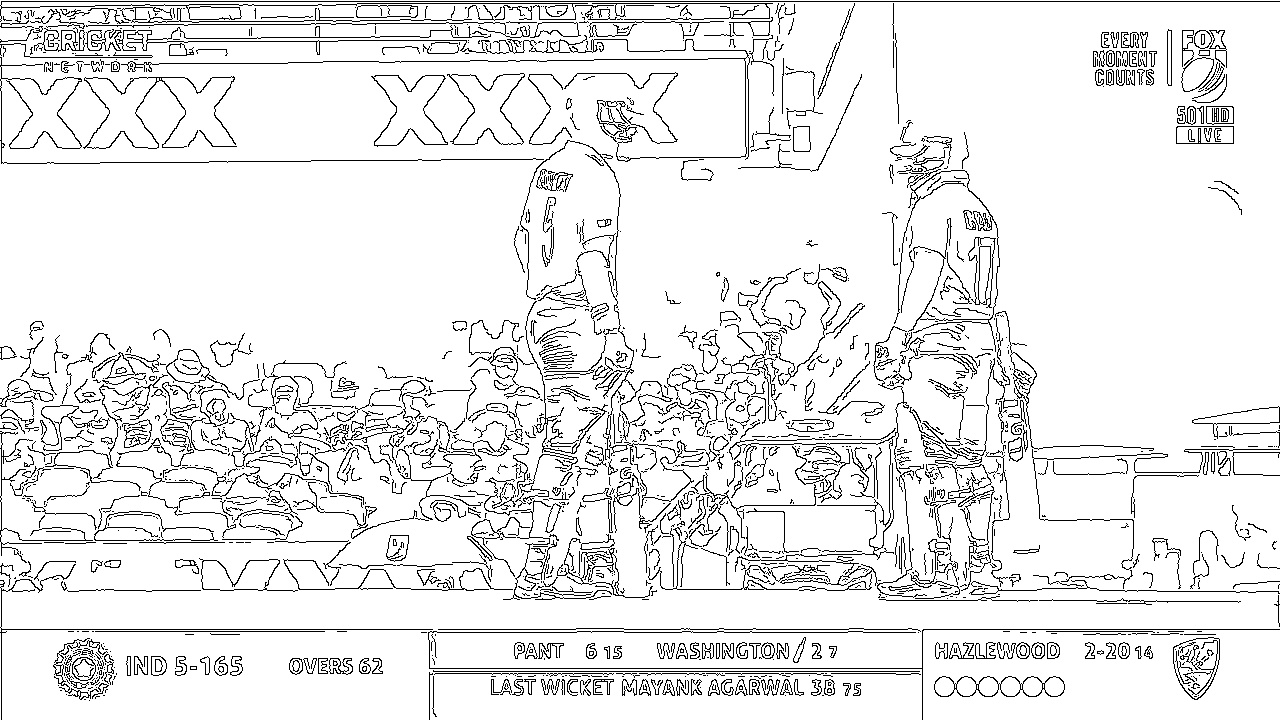 CRICKET
NETWORK
EVERY
MOMENT
COUNTS
FOX
501 HD
LIVE
XXX
XXXX
5
IND 5-165 OVERS 62
PANT 6 15 WASHINGTON / 2 7
LAST WICKET MAYANK AGARWAL 38 75
HAZLEWOOD 2-20 14